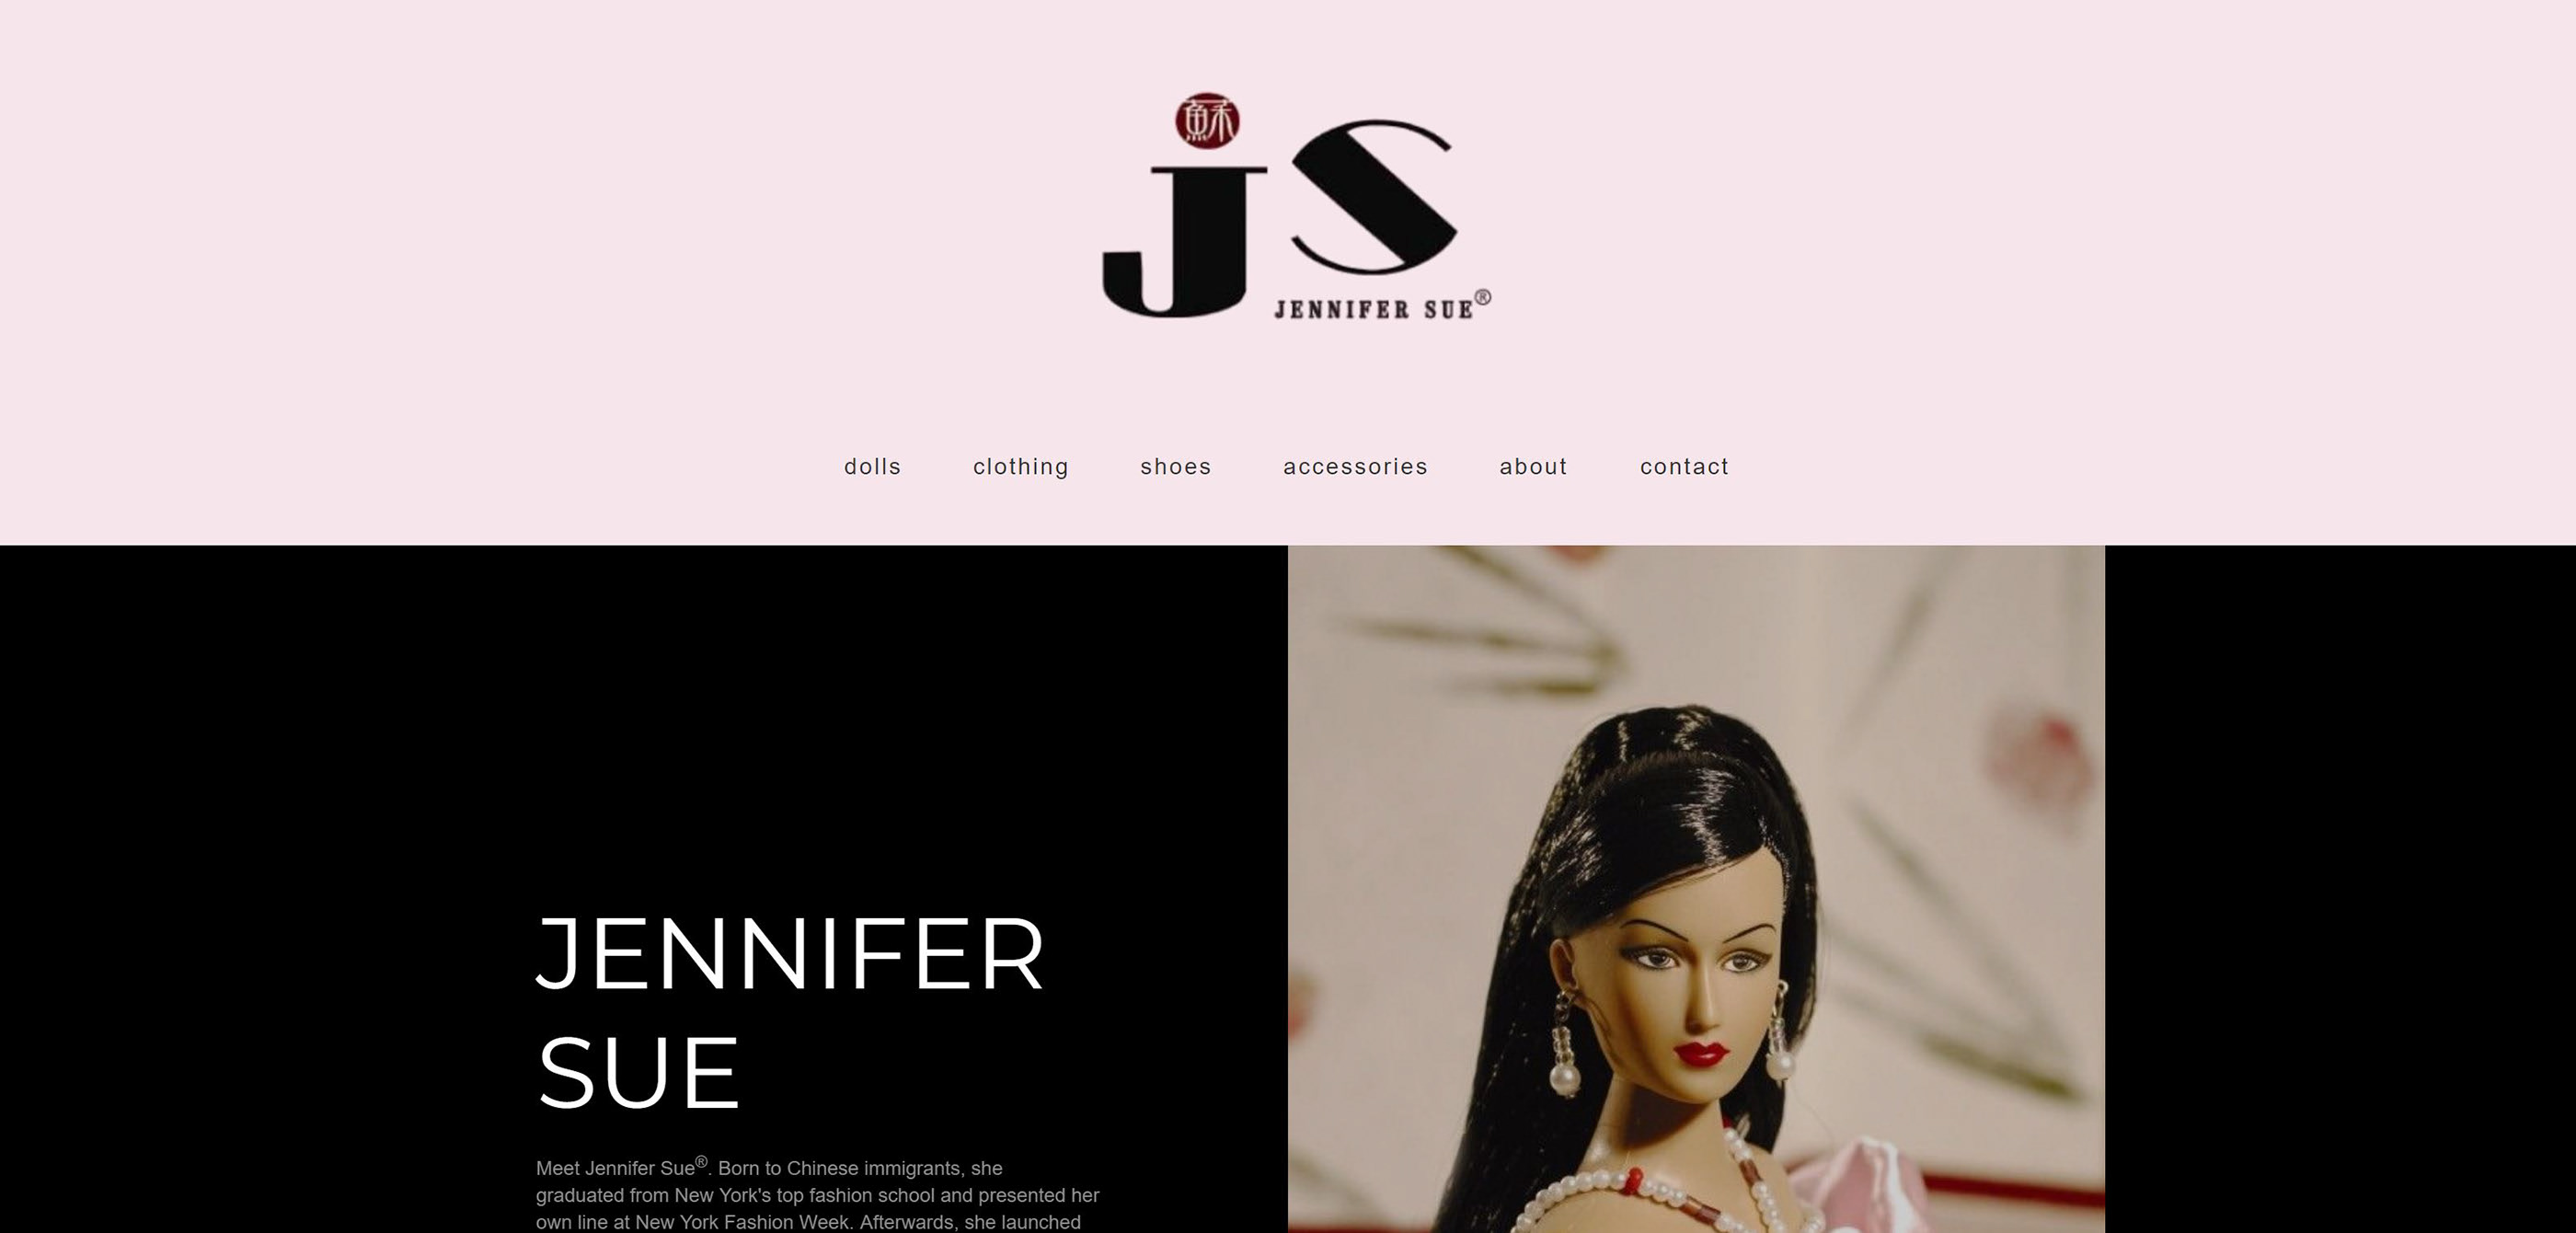 穌
js
JENNIFER SUE®
dolls clothing shoes accessories about contact
JENNIFER
SUE
Meet Jennifer Sue®. Born to Chinese immigrants, she
graduated from New York's top fashion school and presented her
own line at New York Fashion Week. Afterwards, she launched